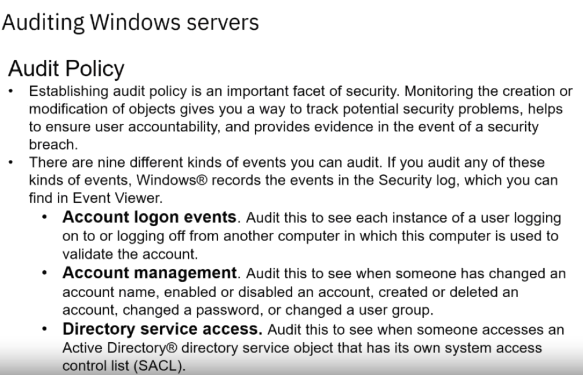 Auditing Windows servers
Audit Policy
• Establishing audit policy is an important facet of security. Monitoring the creation or
modification of objects gives you a way to track potential security problems, helps
to ensure user accountability, and provides evidence in the event of a security
breach.
• There are nine different kinds of events you can audit. If you audit any of these
kinds of events, Windows® records the events in the Security log, which you can
find in Event Viewer.
• Account logon events. Audit this to see each instance of a user logging
on to or logging off from another computer in which this computer is used to
validate the account.
• Account management. Audit this to see when someone has changed an
account name, enabled or disabled an account, created or deleted an
account, changed a password, or changed a user group.
• Directory service access. Audit this to see when someone accesses an
Active Directory® directory service object that has its own system access
control list (SACL).